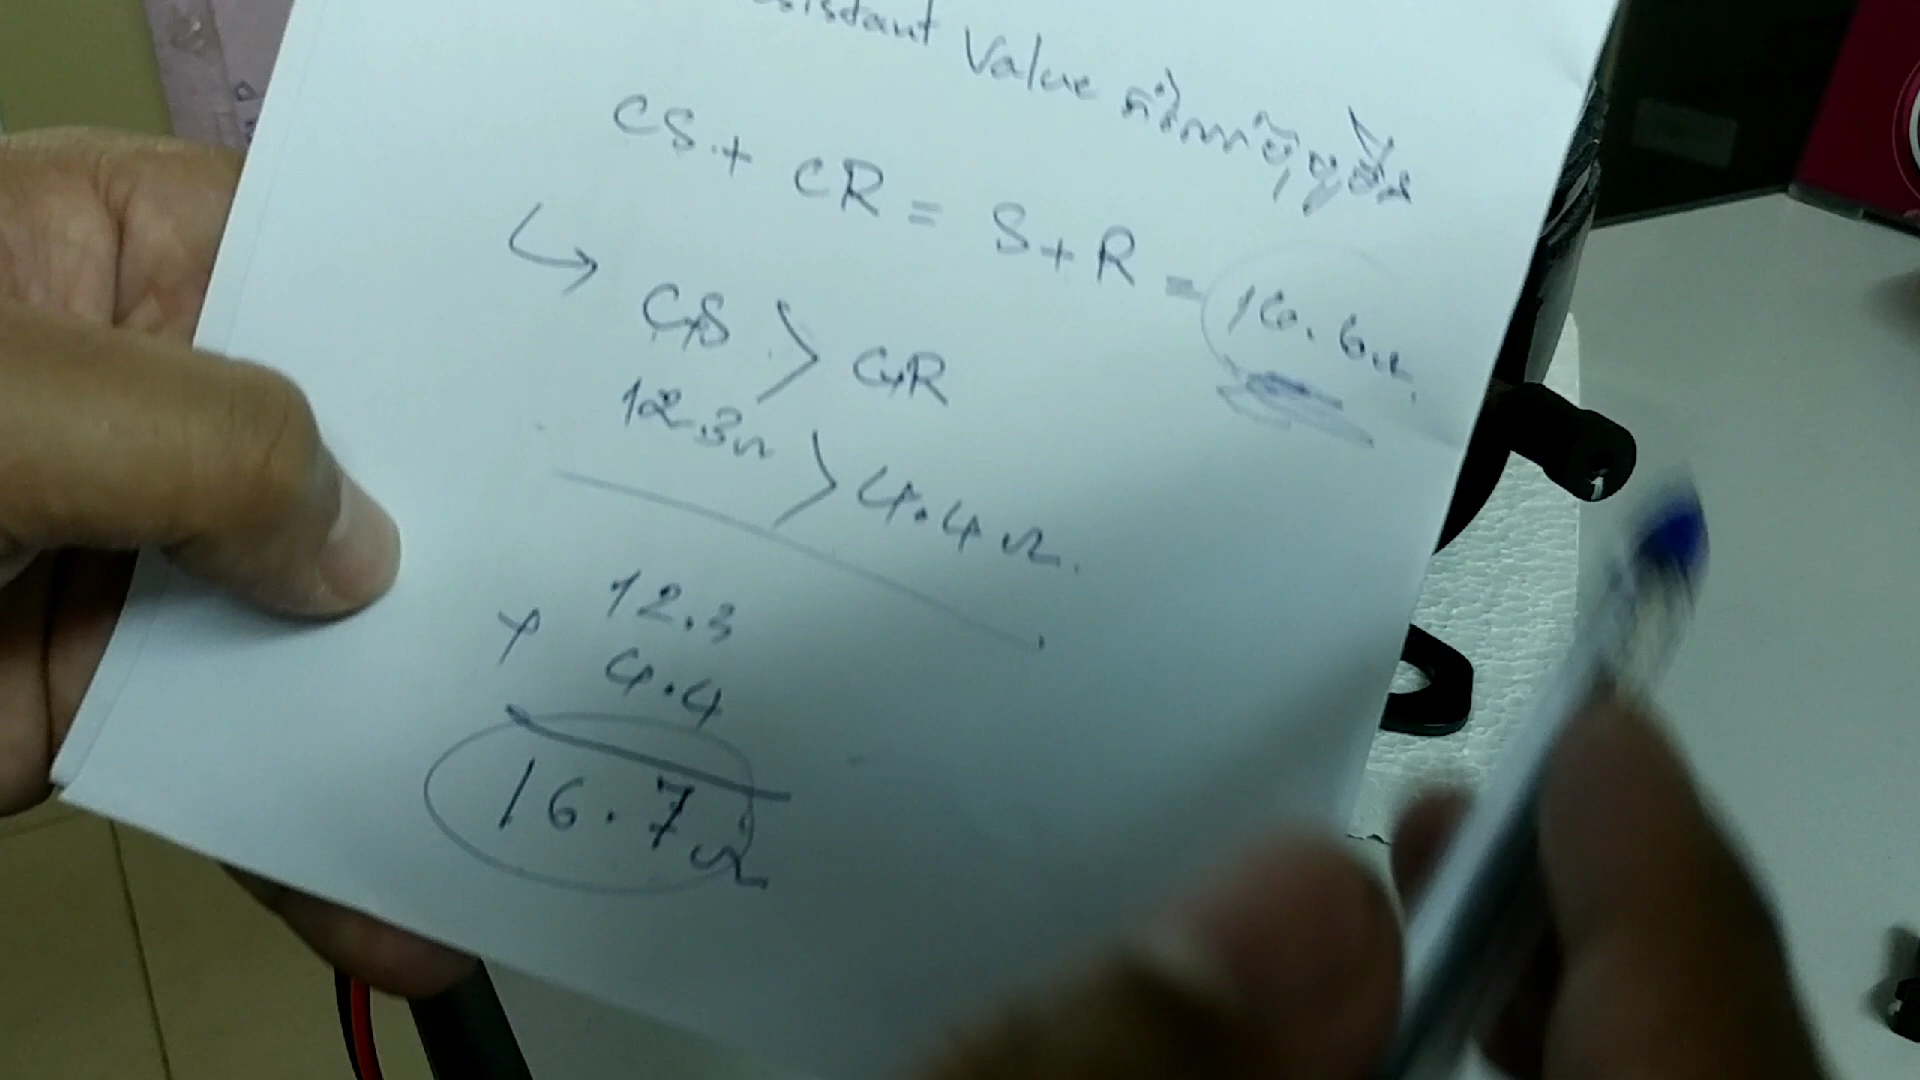 Value
CS + CR = S + R = 16.6Ω
↳ CS > CR
12.3Ω > 4.4Ω
12.3
+ 4.4
16.7Ω